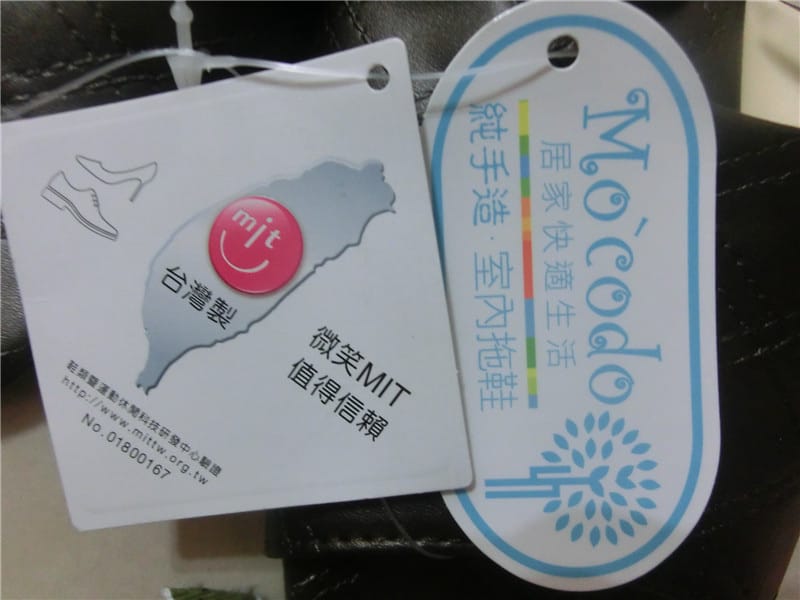 mit
台灣製
微笑MIT
值得信賴
鞋類暨運動休閒科技研發中心驗證
http://www.mittw.org.tw
No.01800167
Mo`codo
居家快適生活
純手造·室內拖鞋